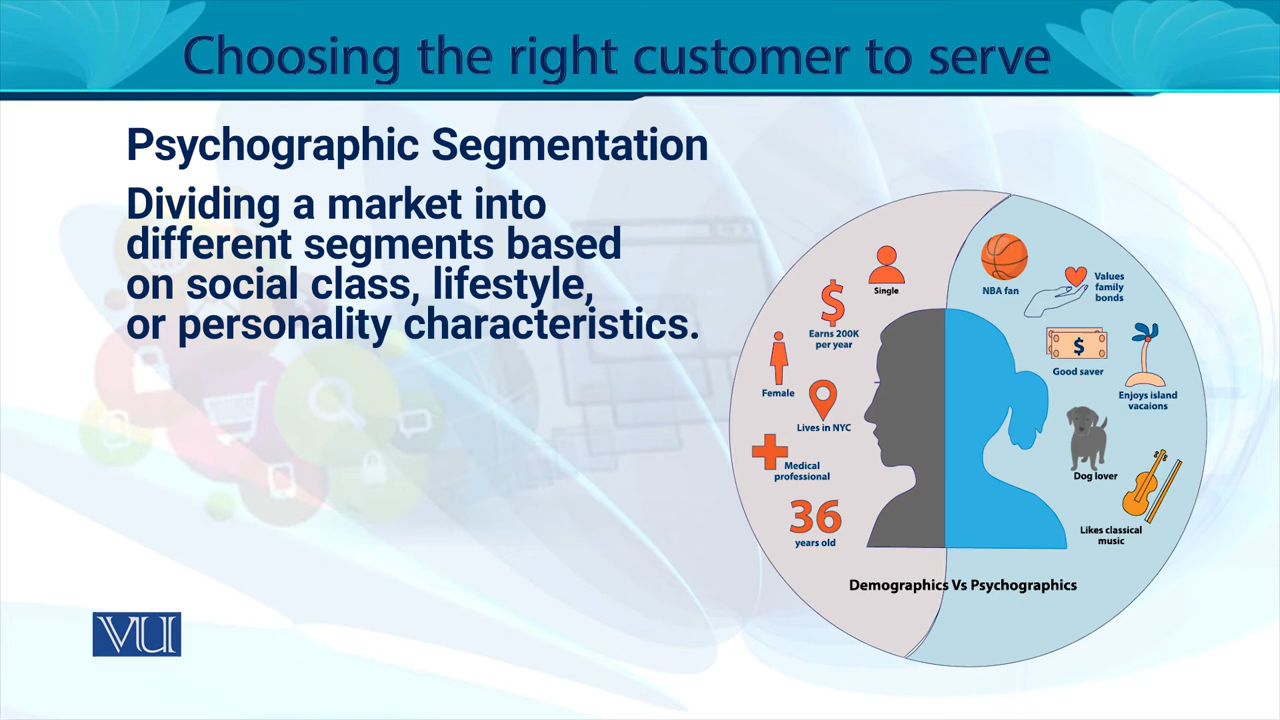 Choosing the right customer to serve
Psychographic Segmentation
Dividing a market into
different segments based
on social class, lifestyle,
or personality characteristics.
Single
$
Earns 200K
per year
Female
Lives in NYC
Medical
professional
36
years old
NBA fan
Values
family
bonds
$
Good saver
Enjoys island
vacaions
Dog lover
Likes classical
music
Demographics Vs Psychographics
VU